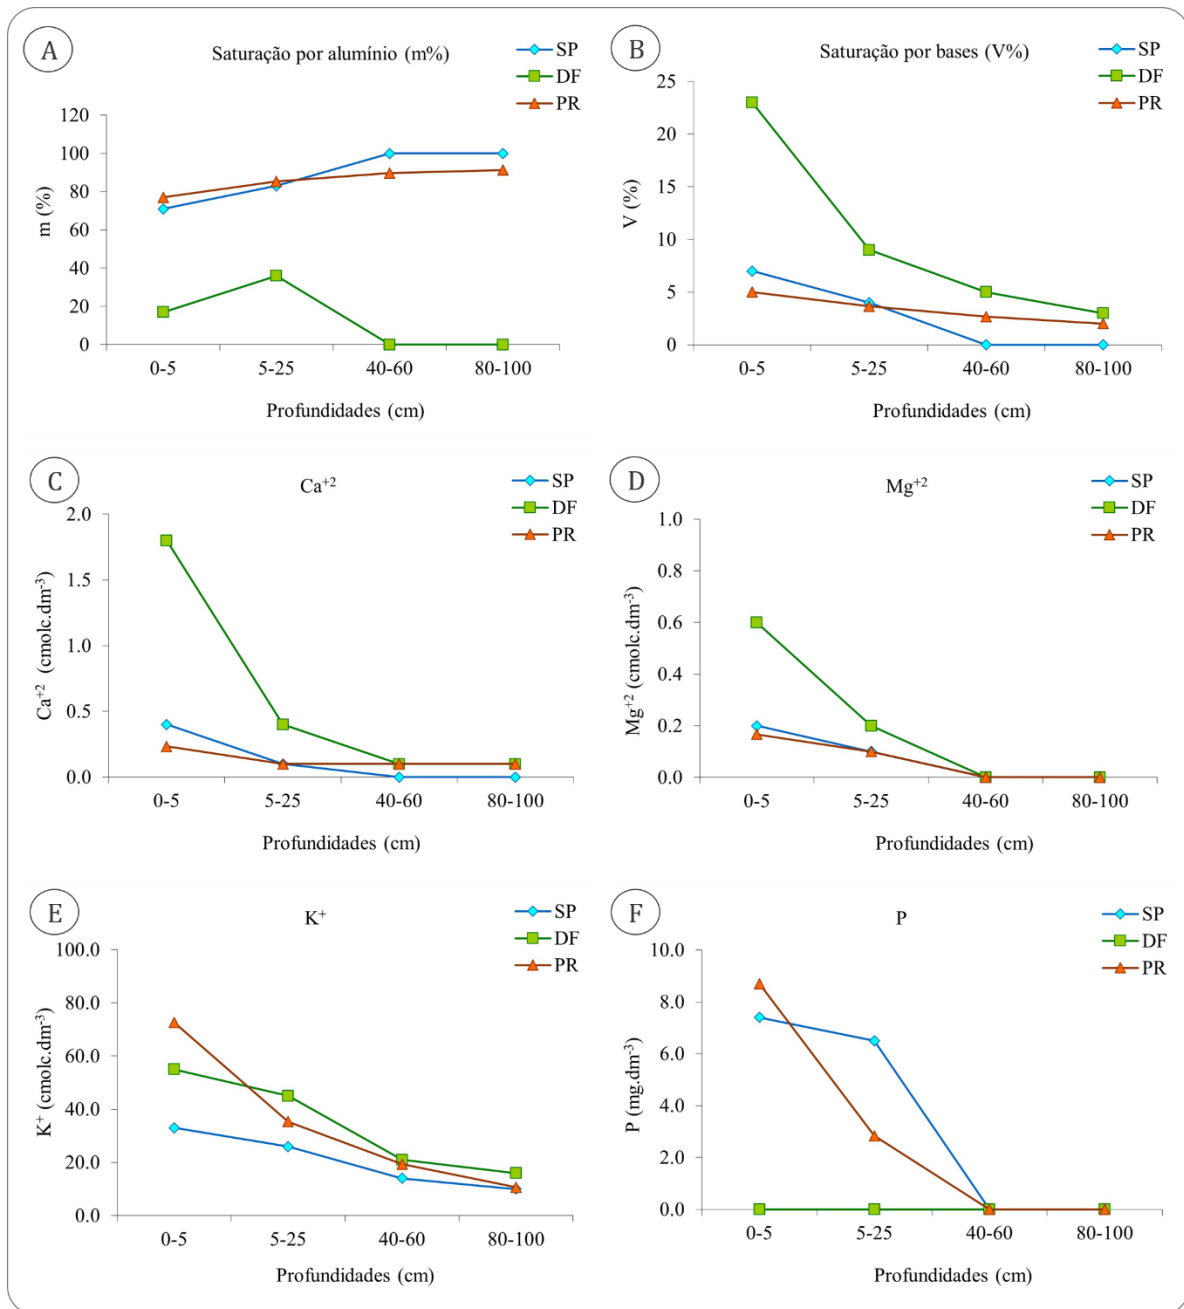 A
Saturação por alumínio (m%)
SP
DF
PR
120
100
80
60
40
20
0
m (%)
0-5 5-25 40-60 80-100
Profundidades (cm)
B
Saturação por bases (V%)
SP
DF
PR
25
20
15
10
5
0
V (%)
0-5 5-25 40-60 80-100
Profundidades (cm)
C
Ca⁺²
SP
DF
PR
2.0
1.5
1.0
0.5
0.0
Ca⁺² (cmolc.dm⁻³)
0-5 5-25 40-60 80-100
Profundidades (cm)
D
Mg⁺²
SP
DF
PR
1.0
0.8
0.6
0.4
0.2
0.0
Mg⁺² (cmolc.dm⁻³)
0-5 5-25 40-60 80-100
Profundidades (cm)
E
K⁺
SP
DF
PR
100.0
80.0
60.0
40.0
20.0
0.0
K⁺ (cmolc.dm⁻³)
0-5 5-25 40-60 80-100
Profundidades (cm)
F
P
SP
DF
PR
10.0
8.0
6.0
4.0
2.0
0.0
P (mg.dm⁻³)
0-5 5-25 40-60 80-100
Profundidades (cm)